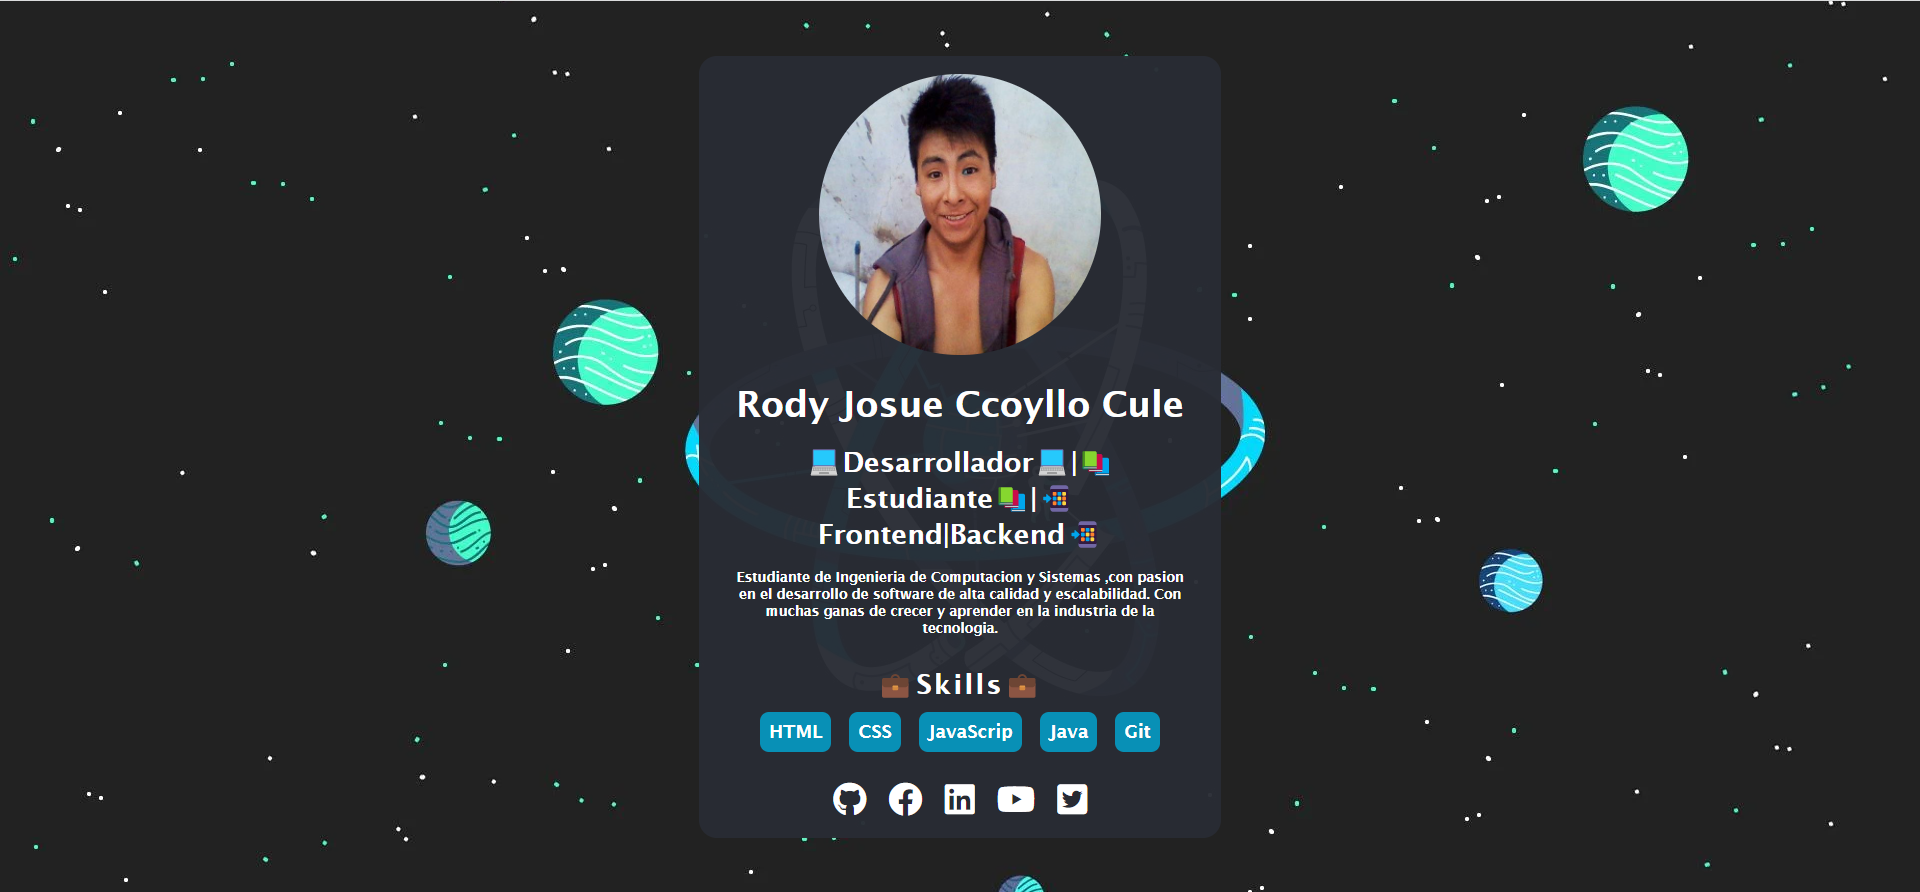 Rody Josue Ccoyllo Cule
💻Desarrollador💻|📚
Estudiante📚|📲
Frontend|Backend📲
Estudiante de Ingenieria de Computacion y Sistemas ,con pasion
en el desarrollo de software de alta calidad y escalabilidad. Con
muchas ganas de crecer y aprender en la industria de la
tecnologia.
💼Skills💼
HTML CSS JavaScrip Java Git